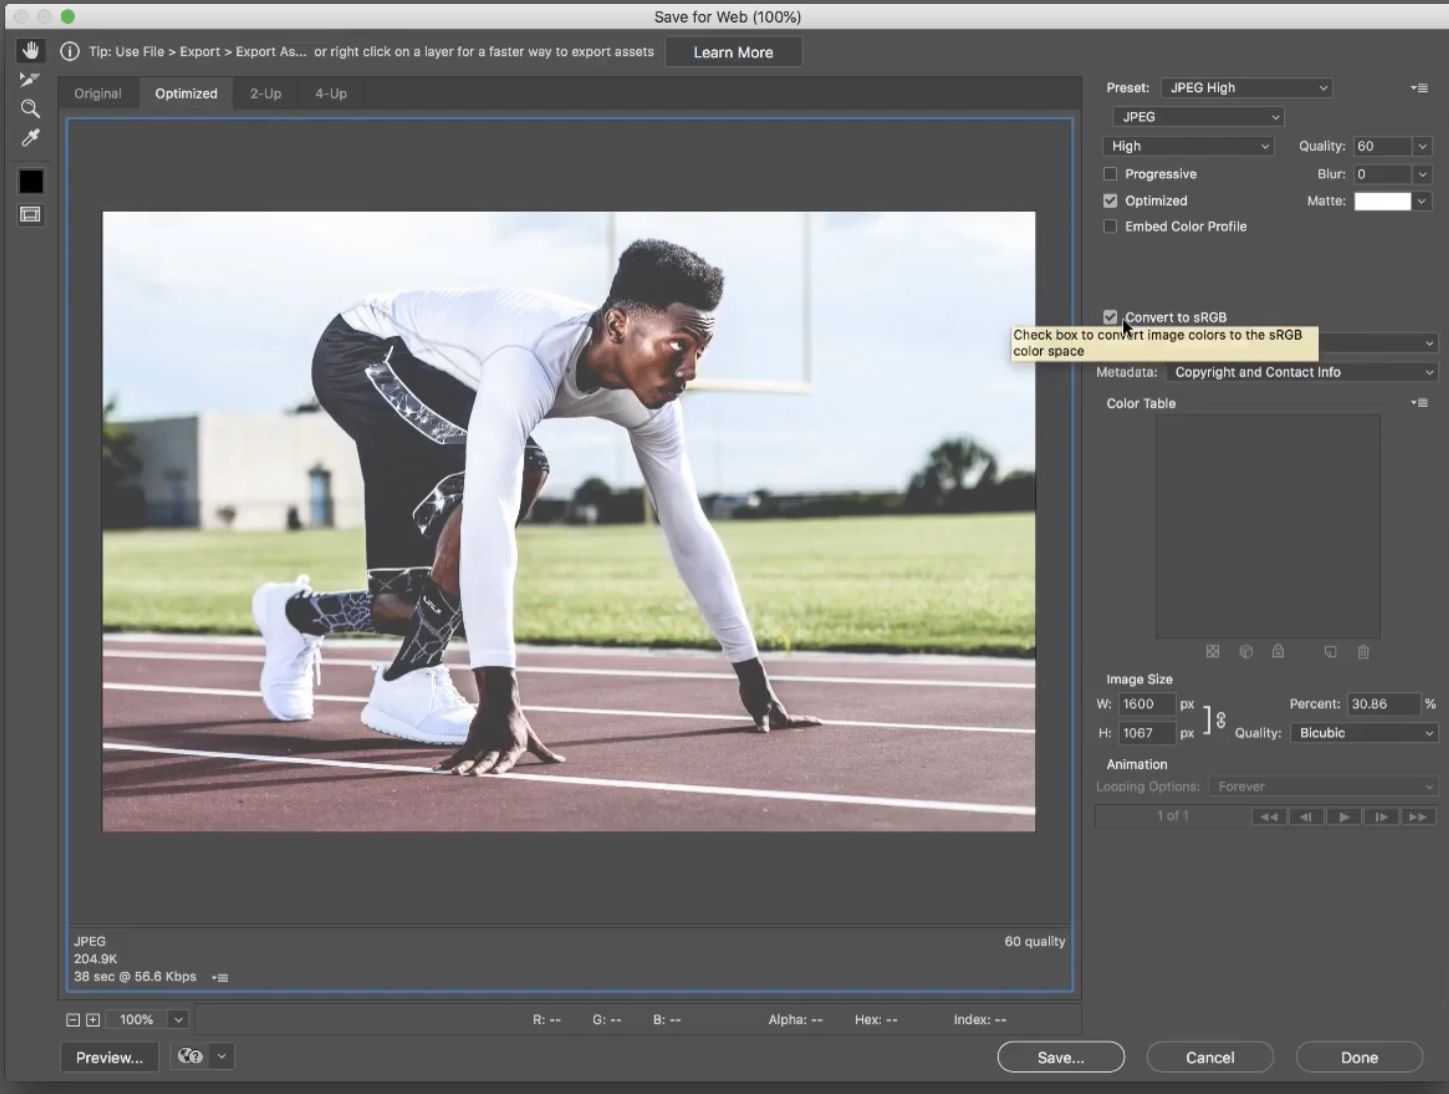 Save for Web (100%)
Tip: Use File > Export > Export As... or right click on a layer for a faster way to export assets
Learn More
Original
Optimized
2-Up
4-Up
Preset: JPEG High
JPEG
High
Quality: 60
Progressive
Blur: 0
Optimized
Matte:
Embed Color Profile
Convert to sRGB
Check box to convert image colors to the sRGB
color space
Metadata: Copyright and Contact Info
Color Table
Image Size
W: 1600 px
Percent: 30.86 %
H: 1067 px
Quality: Bicubic
Animation
Looping Options: Forever
1 of 1
JPEG
60 quality
204.9K
38 sec @ 56.6 Kbps
100%
R: --
G: --
B: --
Alpha: --
Hex: --
Index: --
Preview...
Save...
Cancel
Done